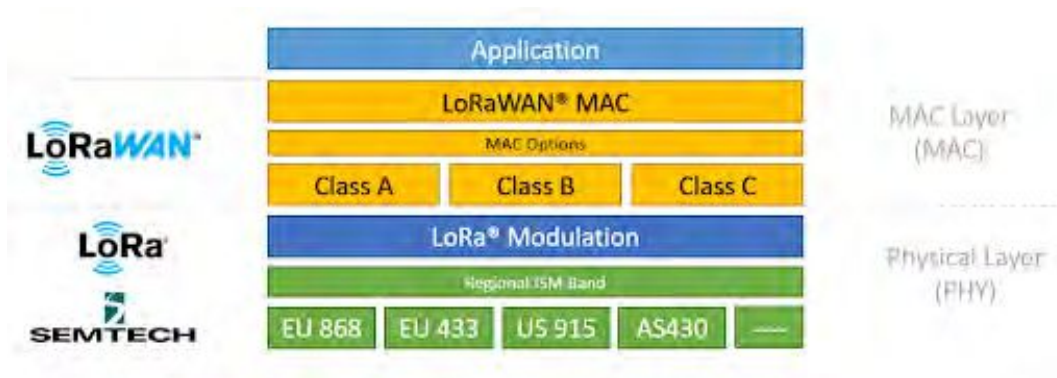 Application
LoRaWAN® MAC
MAC Options
Class A Class B Class C
LoRa® Modulation
Regional ISM Band
EU 868 EU 433 US 915 AS430 —
LoRaWAN™
LoRa®
SEMTECH
MAC Layer
(MAC)
Physical Layer
(PHY)